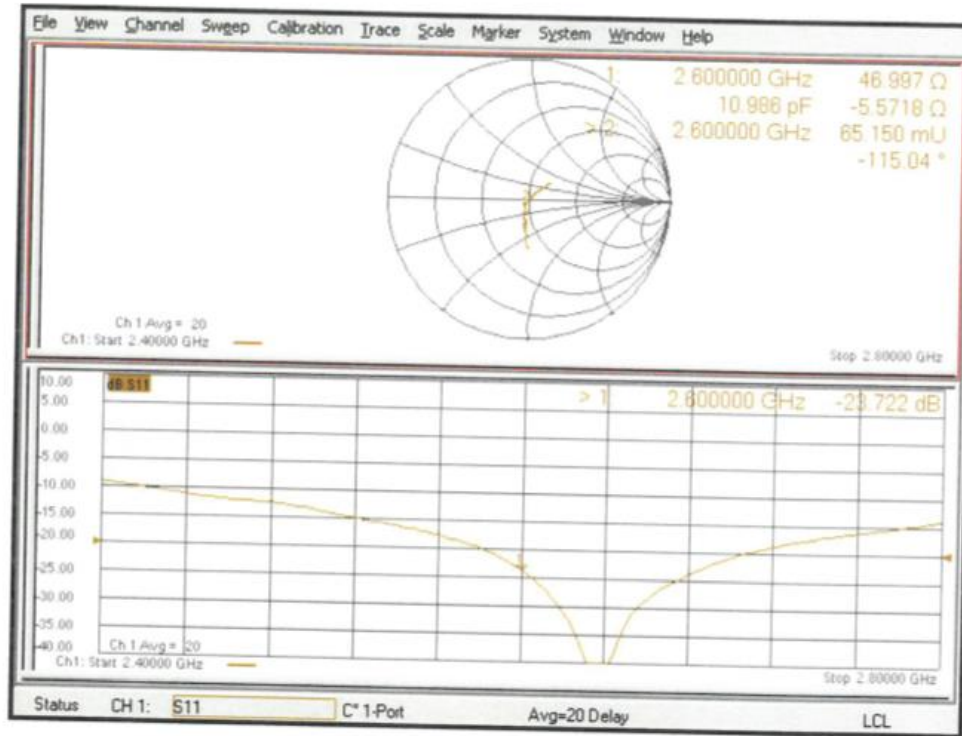 File View Channel Sweep Calibration Trace Scale Marker System Window Help
1: 2.600000 GHz 46.997 Ω
10.986 pF -5.5718 Ω
> 2: 2.600000 GHz 65.150 mU
-115.04 °
Ch 1 Avg = 20
Ch1: Start 2.40000 GHz
Stop 2.80000 GHz
10.00
dB S11
> 1: 2.600000 GHz -23.722 dB
5.00
0.00
-5.00
-10.00
-15.00
-20.00
-25.00
-30.00
-35.00
-40.00
Ch 1 Avg = 20
Ch1: Start 2.40000 GHz
Stop 2.80000 GHz
Status CH 1: S11 C* 1-Port Avg=20 Delay LCL